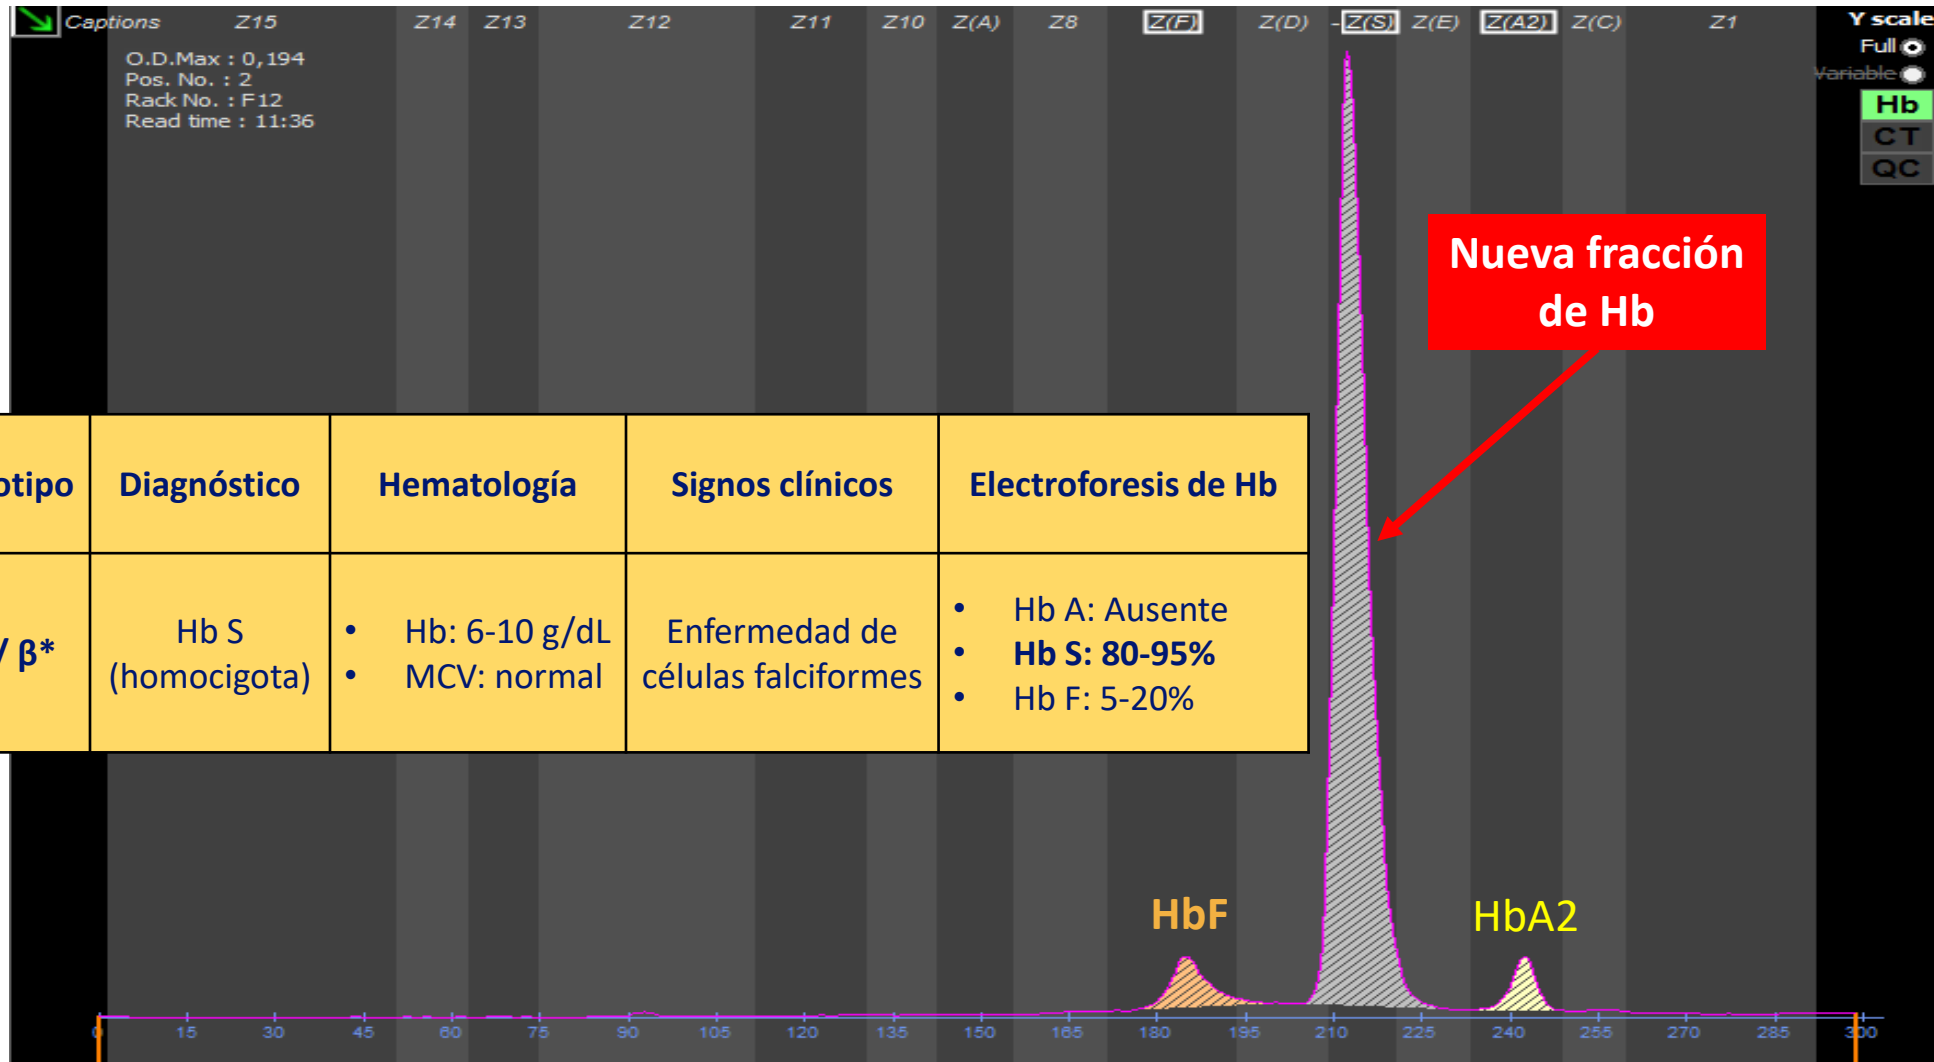 Captions Z15 Z14 Z13 Z12 Z11 Z10 Z(A) Z8 Z(F) Z(D) -Z(S) Z(E) Z(A2) Z(C) Z1
Y scale
Full
Variable
Hb
CT
QC
O.D.Max : 0,194
Pos. No. : 2
Rack No. : F12
Read time : 11:36
Nueva fracción
de Hb
otipo
Diagnóstico
Hematología
Signos clínicos
Electroforesis de Hb
/ β*
Hb S
(homocigota)
• Hb: 6-10 g/dL
• MCV: normal
Enfermedad de
células falciformes
• Hb A: Ausente
• Hb S: 80-95%
• Hb F: 5-20%
HbF
HbA2
0 15 30 45 60 75 90 105 120 135 150 165 180 195 210 225 240 255 270 285 300